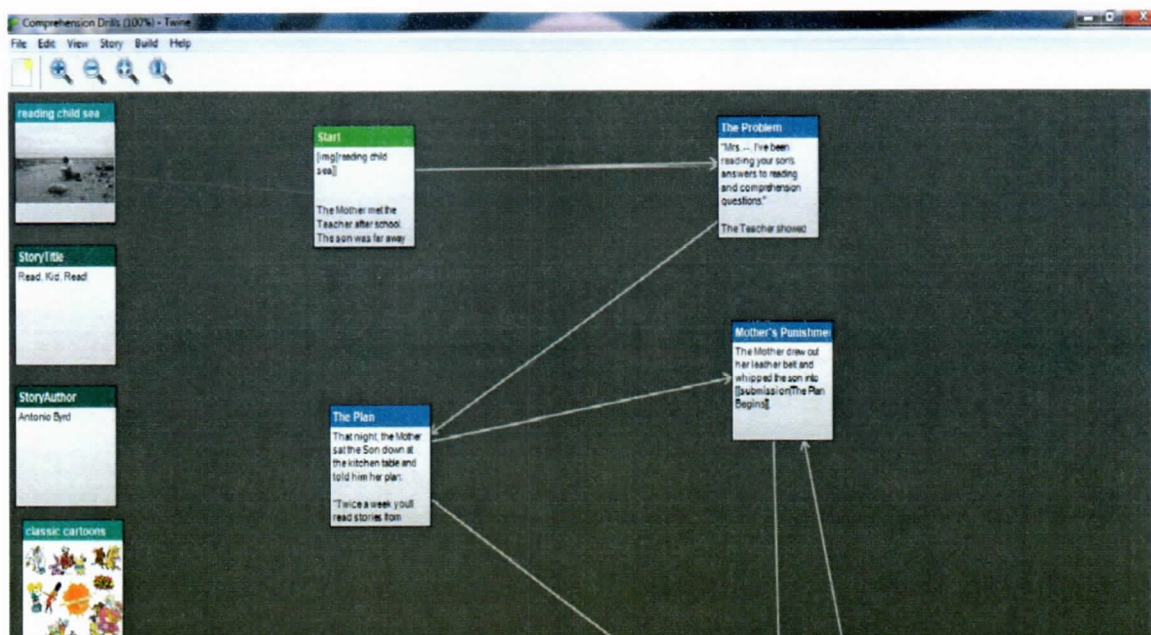 Comprehension Drills (100%) - Twine
File Edit View Story Build Help
reading child sea
StoryTitle
Read, Kid, Read!
StoryAuthor
Antonio Byrd
classic cartoons
Start
[img[reading child
sea]]
The Mother met the
Teacher after school.
The son was far away
The Plan
That night, the Mother
sat the Son down at
the kitchen table and
told him her plan:
"Twice a week you'll
read stories from
The Problem
"Mrs. --. I've been
reading your son's
answers to reading
and comprehension
questions."
The Teacher showed
Mother's Punishme
The Mother drew out
her leather belt and
whipped the son into
[[submission|The Plan
Begins]].